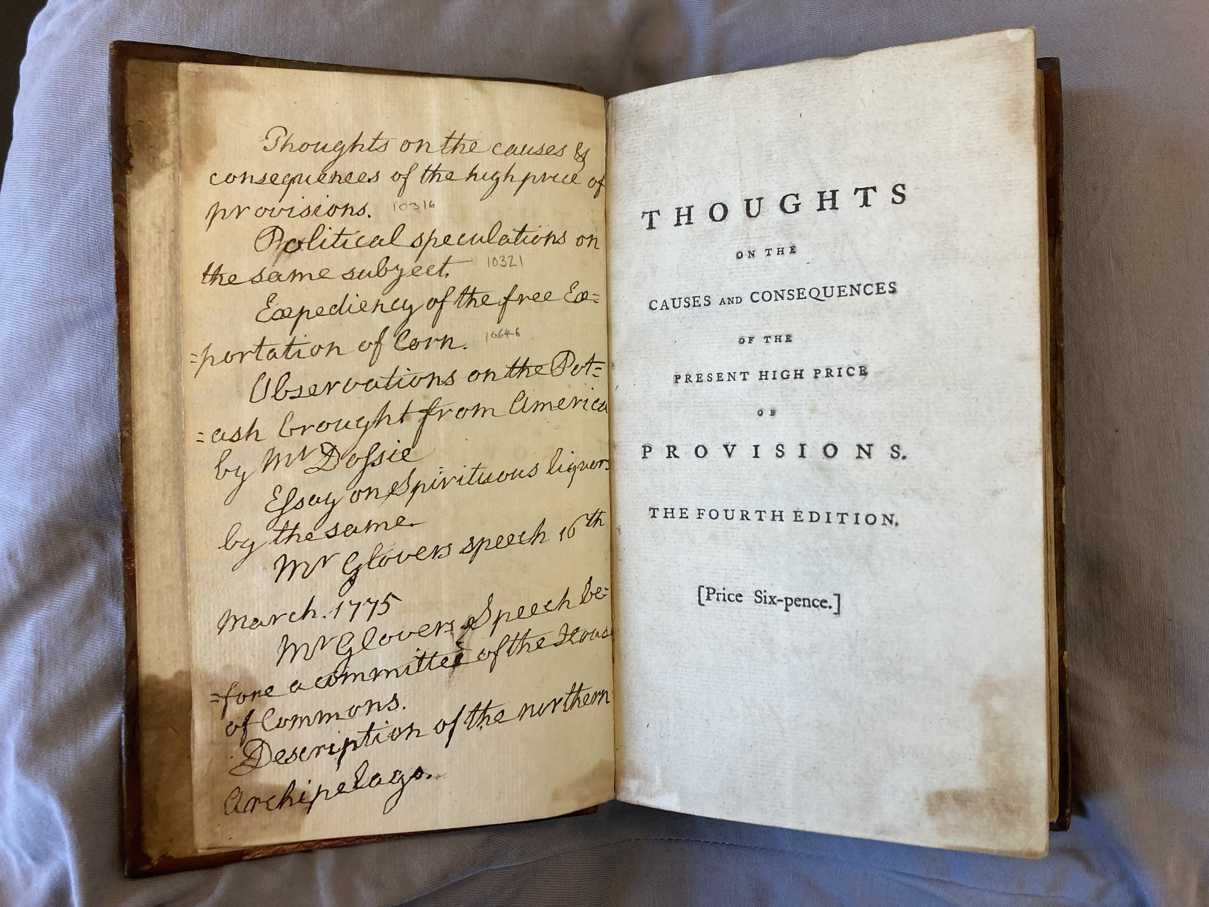 Thoughts on the causes &
consequences of the high price of
provisions. 10316
Political speculations on
the same subject. 10321
Expediency of the free Ex=
=portation of Corn. 10646
Observations on the Pot=
=ash brought from America
by Mr Doſsie
Eſsay on Spirituous liquors
by the same.
Mr Glovers speech 16th
March. 1775
Mr Glovers Speech be=
=fore a committee of the House
of Commons.
Description of the northern
Archipelago.
THOUGHTS
ON THE
CAUSES AND CONSEQUENCES
OF THE
PRESENT HIGH PRICE
OF
PROVISIONS.
THE FOURTH EDITION.
[Price Six-pence.]